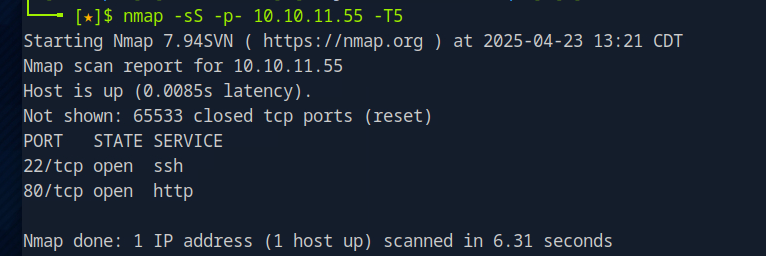 [★]$ nmap -sS -p- 10.10.11.55 -T5
Starting Nmap 7.94SVN ( https://nmap.org ) at 2025-04-23 13:21 CDT
Nmap scan report for 10.10.11.55
Host is up (0.0085s latency).
Not shown: 65533 closed tcp ports (reset)
PORT   STATE SERVICE
22/tcp open  ssh
80/tcp open  http
Nmap done: 1 IP address (1 host up) scanned in 6.31 seconds